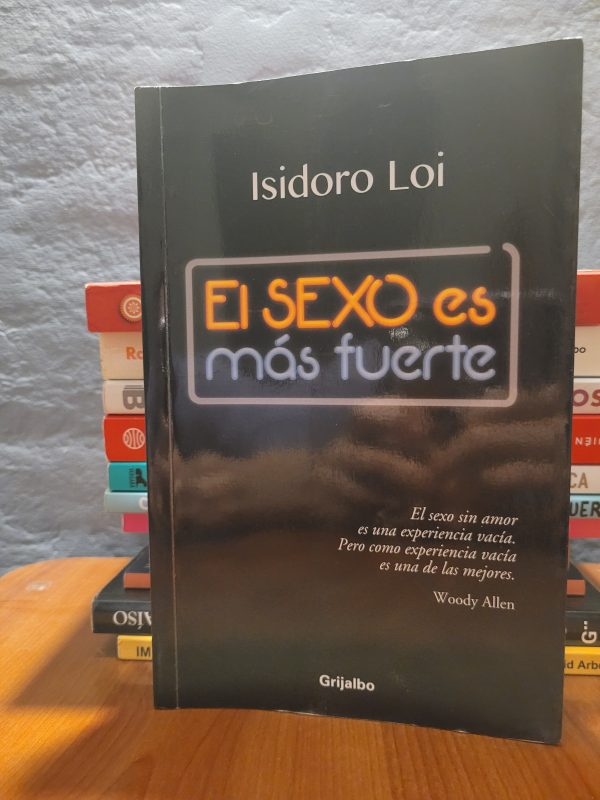 Isidoro Loi
El SEXO es
más fuerte
El sexo sin amor
es una experiencia vacía.
Pero como experiencia vacía
es una de las mejores.
Woody Allen
Grijalbo